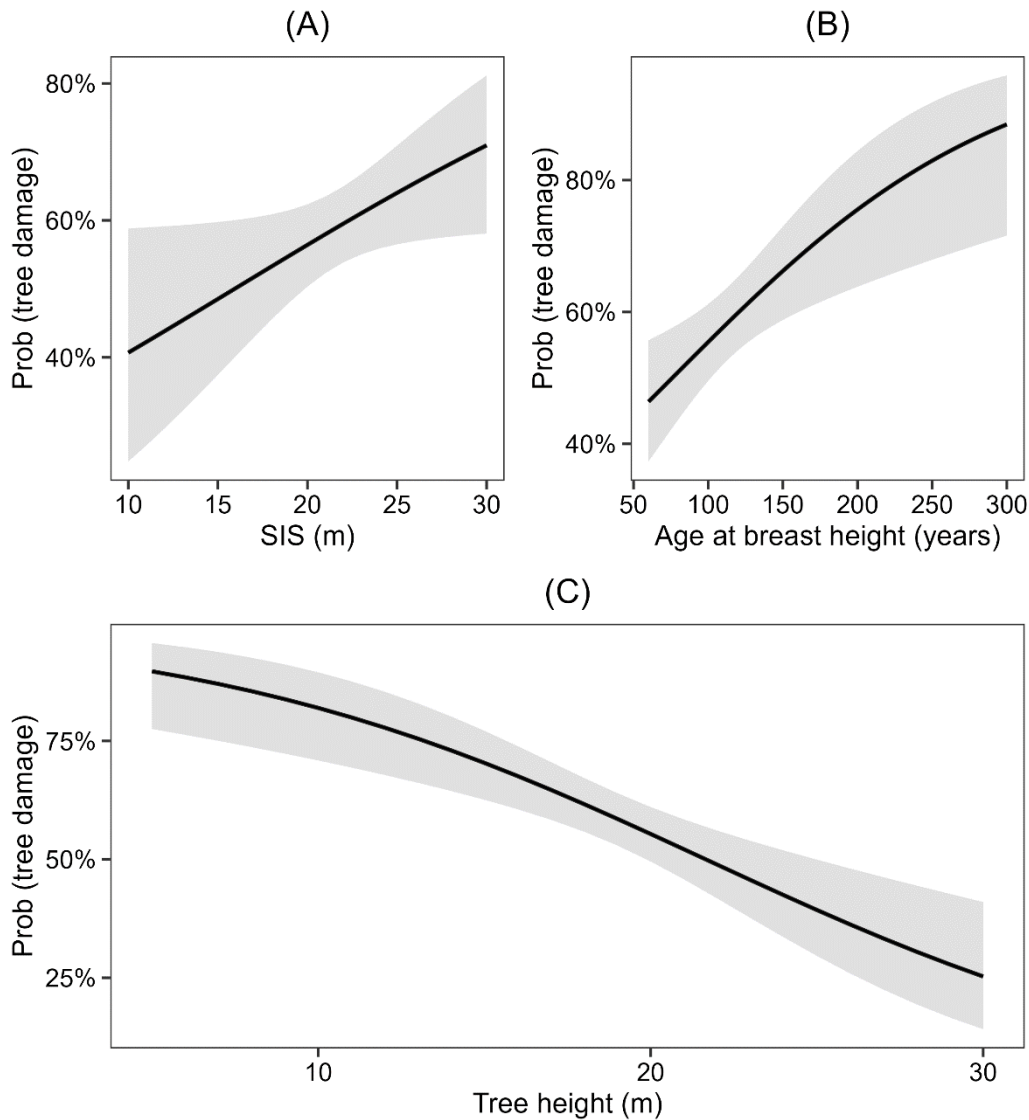 (A)
Prob (tree damage)
80%
60%
40%
10 15 20 25 30
SIS (m)
(B)
Prob (tree damage)
80%
60%
40%
50 100 150 200 250 300
Age at breast height (years)
(C)
Prob (tree damage)
75%
50%
25%
10 20 30
Tree height (m)